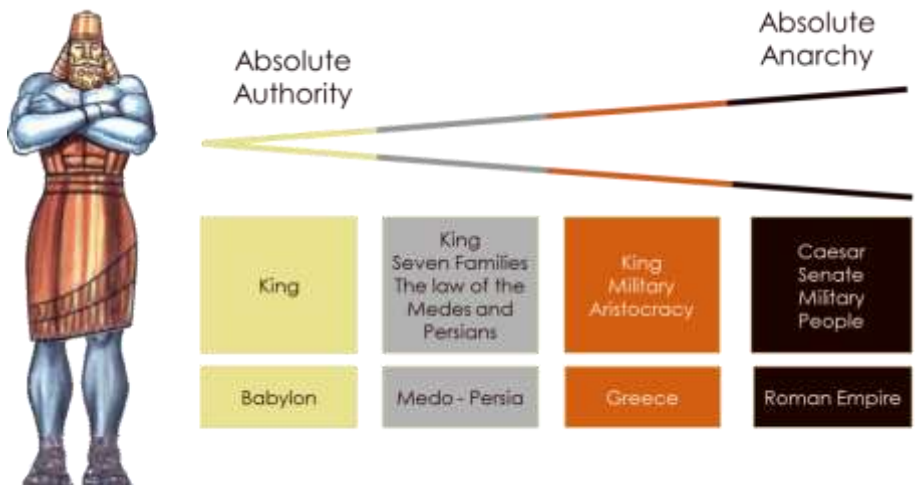 Absolute
Authority
Absolute
Anarchy
King
King
Seven Families
The law of the
Medes and
Persians
King
Military
Aristocracy
Caesar
Senate
Military
People
Babylon
Medo - Persia
Greece
Roman Empire